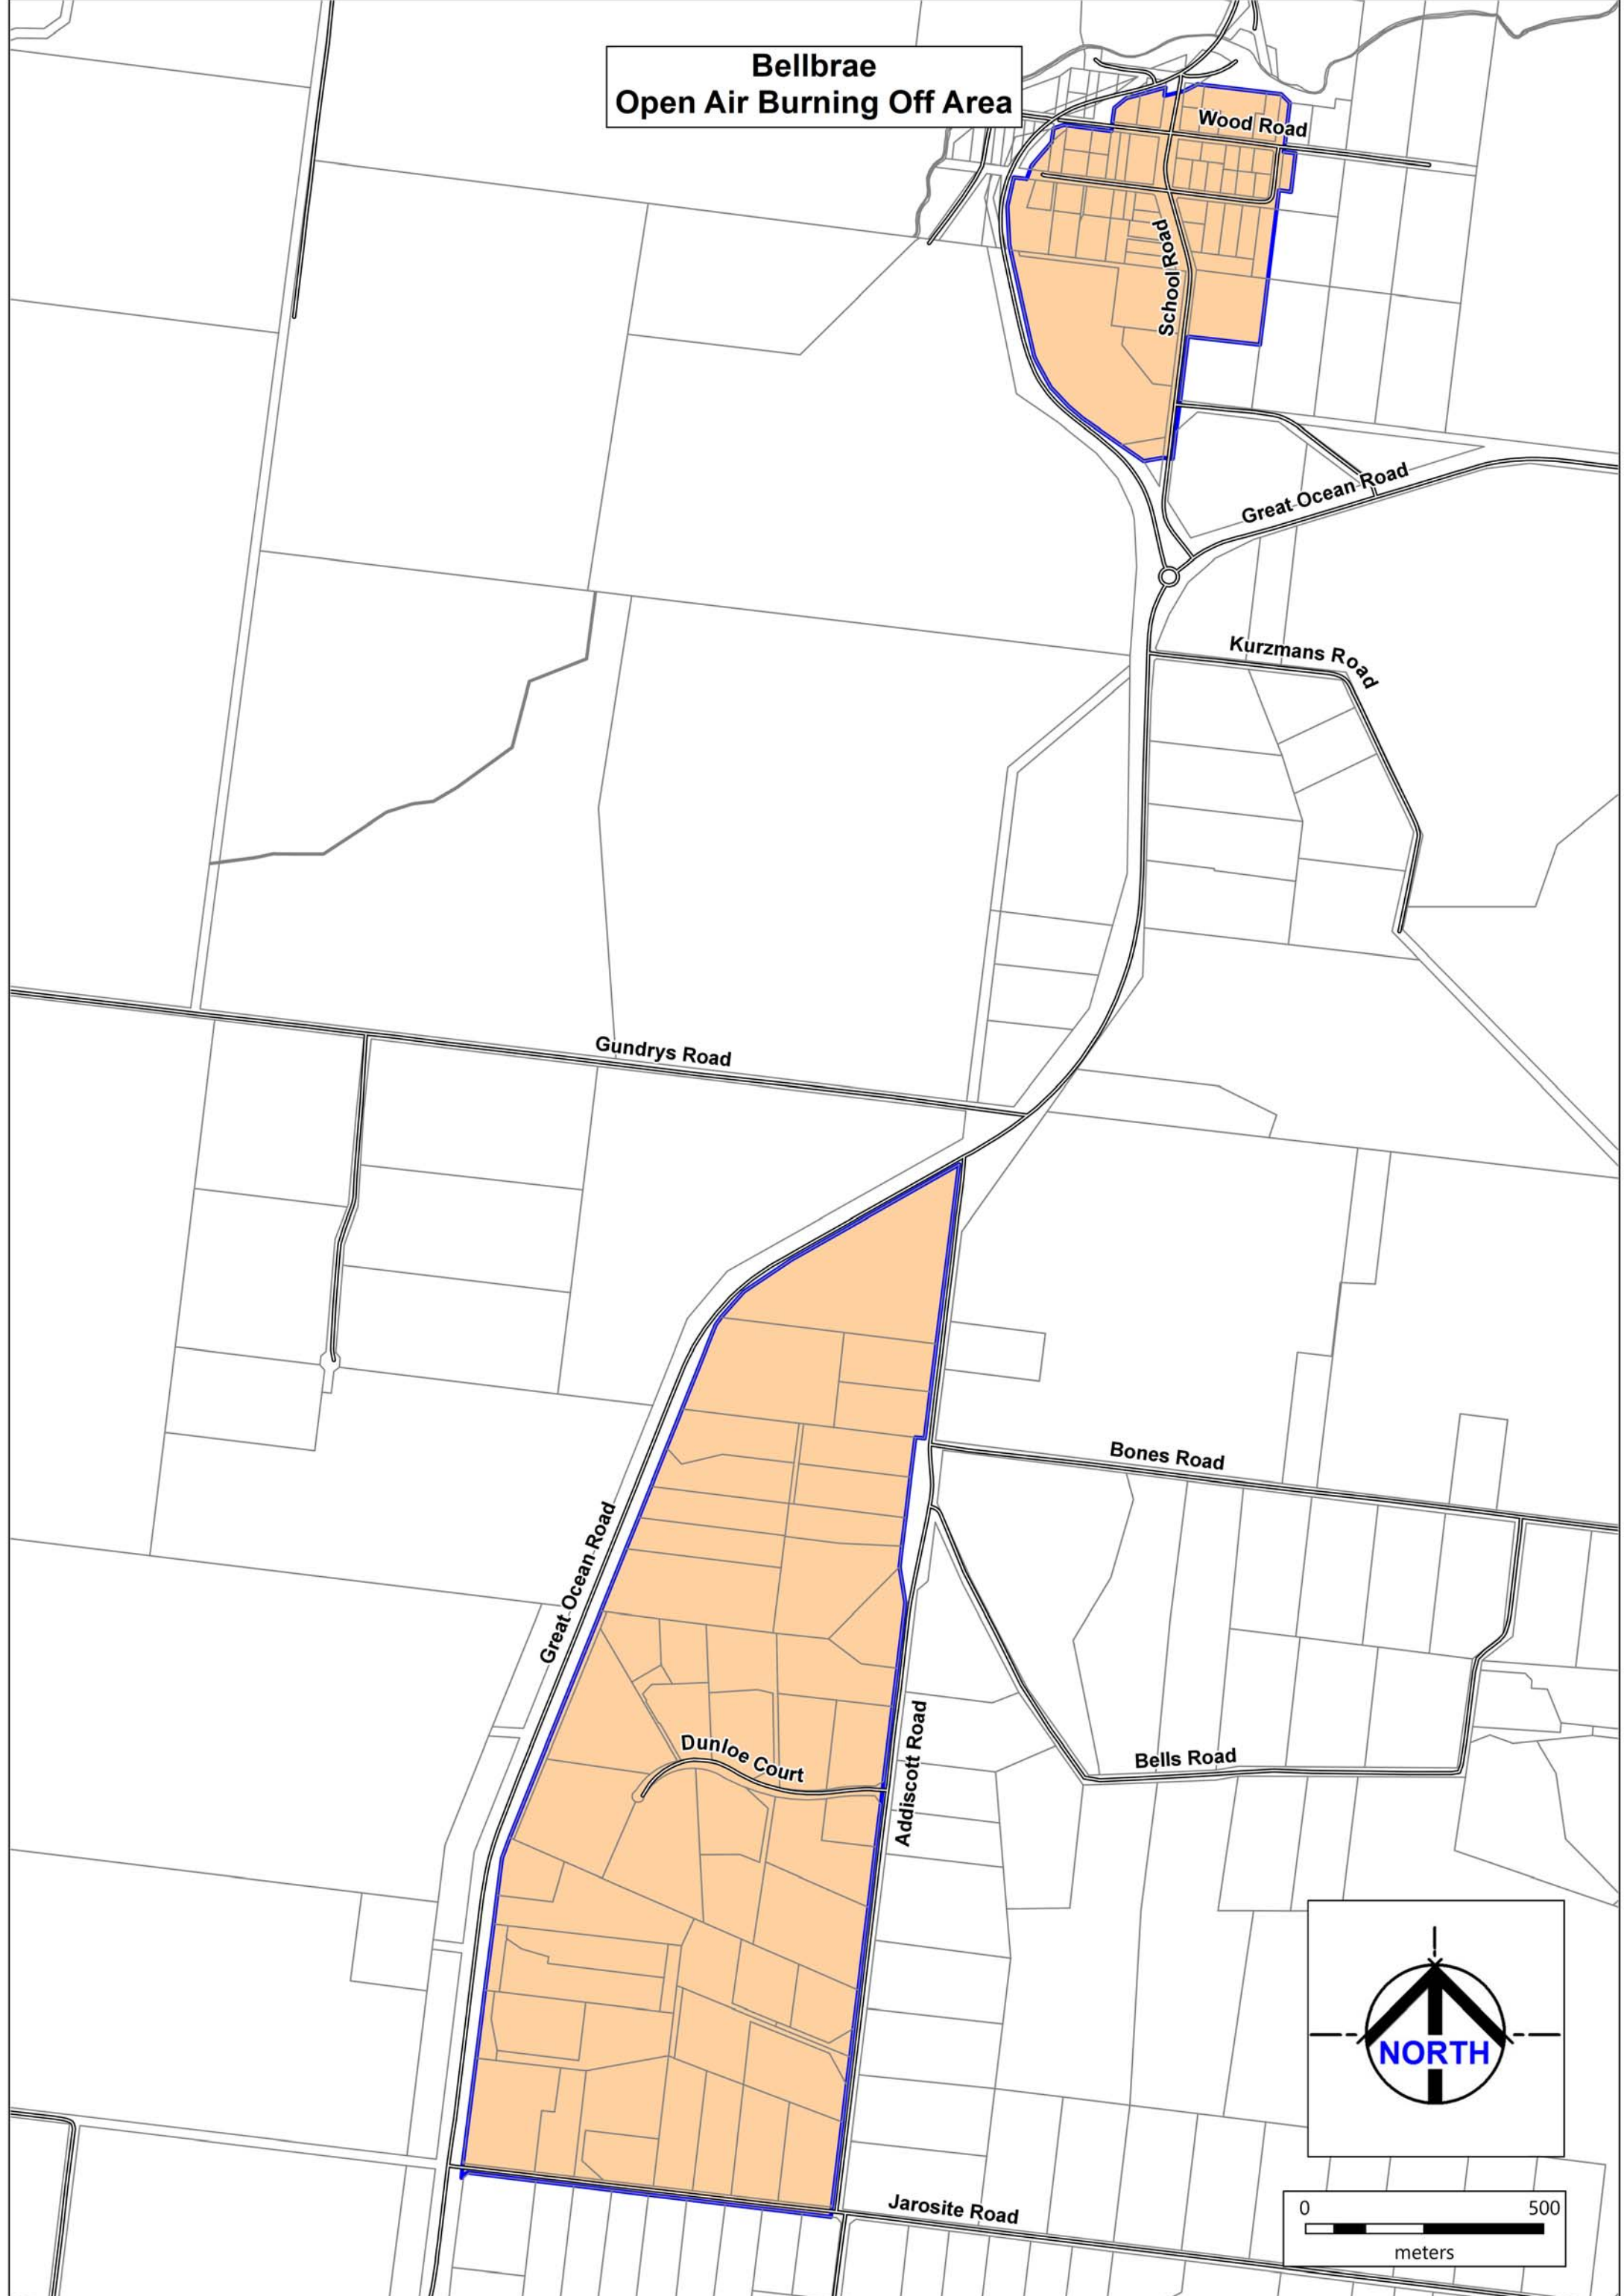 Bellbrae
Open Air Burning Off Area
Wood Road
School Road
Great Ocean Road
Kurzmans Road
Gundrys Road
Bones Road
Great Ocean Road
Dunloe Court
Addiscott Road
Bells Road
NORTH
Jarosite Road
0 500
meters